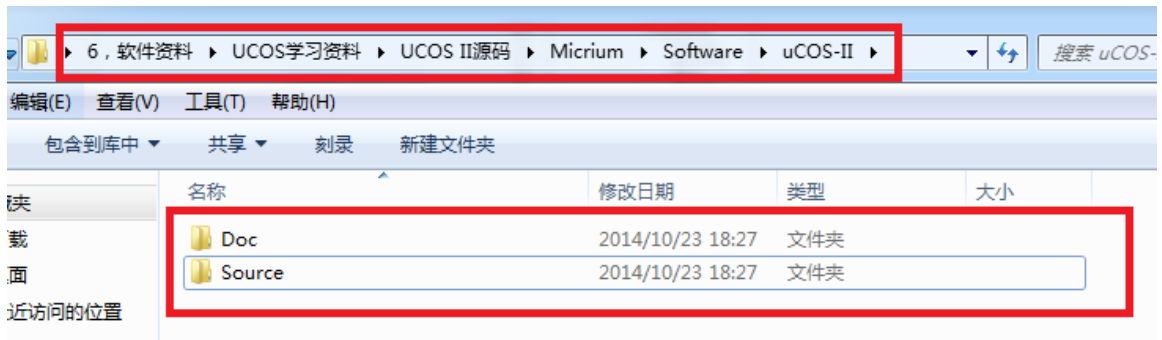 6，软件资料 ▸ UCOS学习资料 ▸ UCOS II源码 ▸ Micrium ▸ Software ▸ uCOS-II ▸ 搜索 uCOS-
编辑(E) 查看(V) 工具(T) 帮助(H)
包含到库中 共享 刻录 新建文件夹
名称 修改日期 类型 大小
Doc 2014/10/23 18:27 文件夹
Source 2014/10/23 18:27 文件夹
近访问的位置